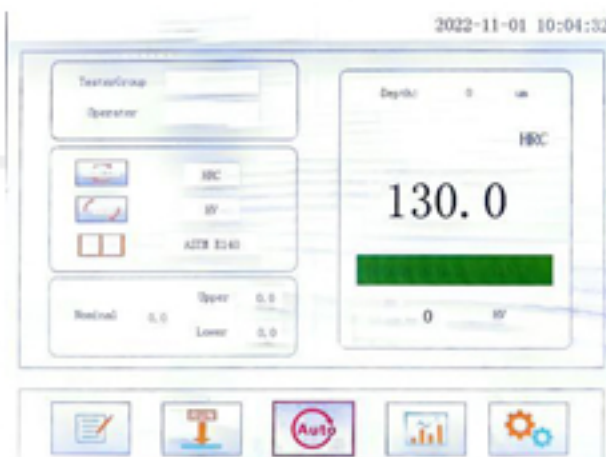 2022-11-01 10:04:32
TesterGroup
Operator
Depth: 0 um
HRC
130.0
0 HV
HRC
HV
ASTM E140
Nominal 0.0
Upper 0.0
Lower 0.0
Auto